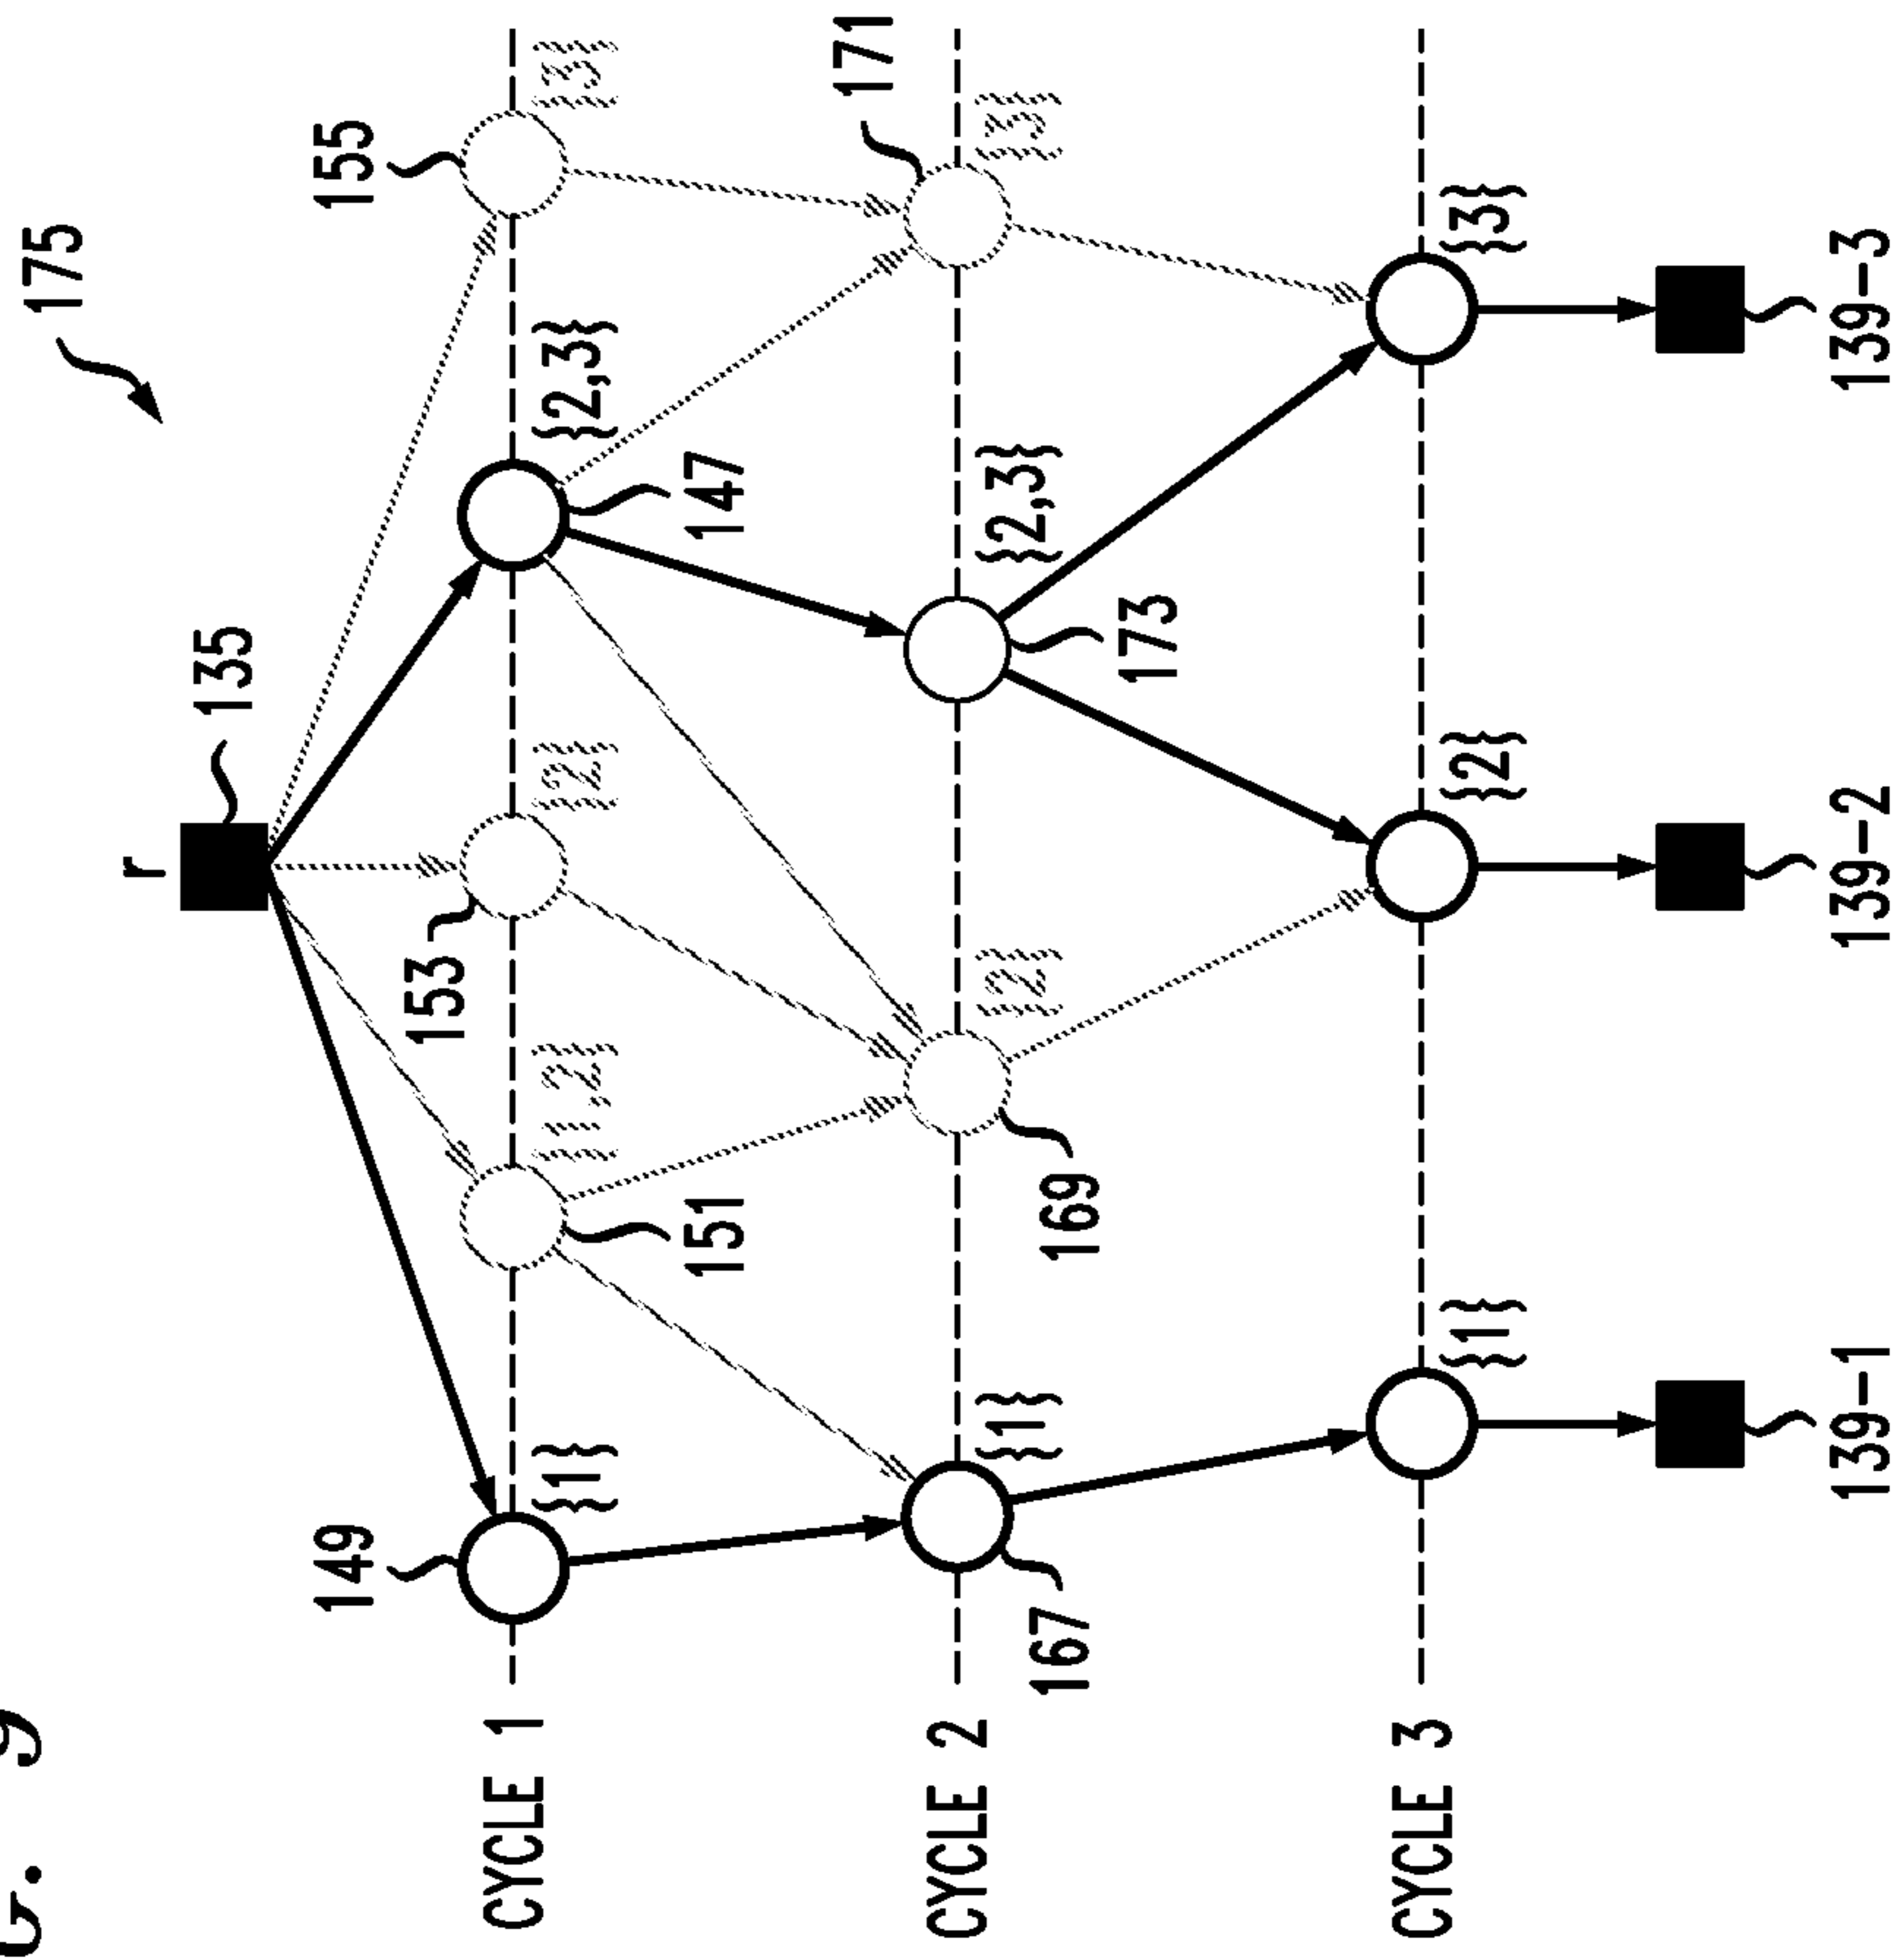 175
r
135
149 155
153
CYCLE 1
{1} {1,2} {2} {2,3} {3}
151 147
171
CYCLE 2
{1} {2} {2,3} {3}
167 169
173
CYCLE 3
{1} {2} {3}
139-1 139-2 139-3